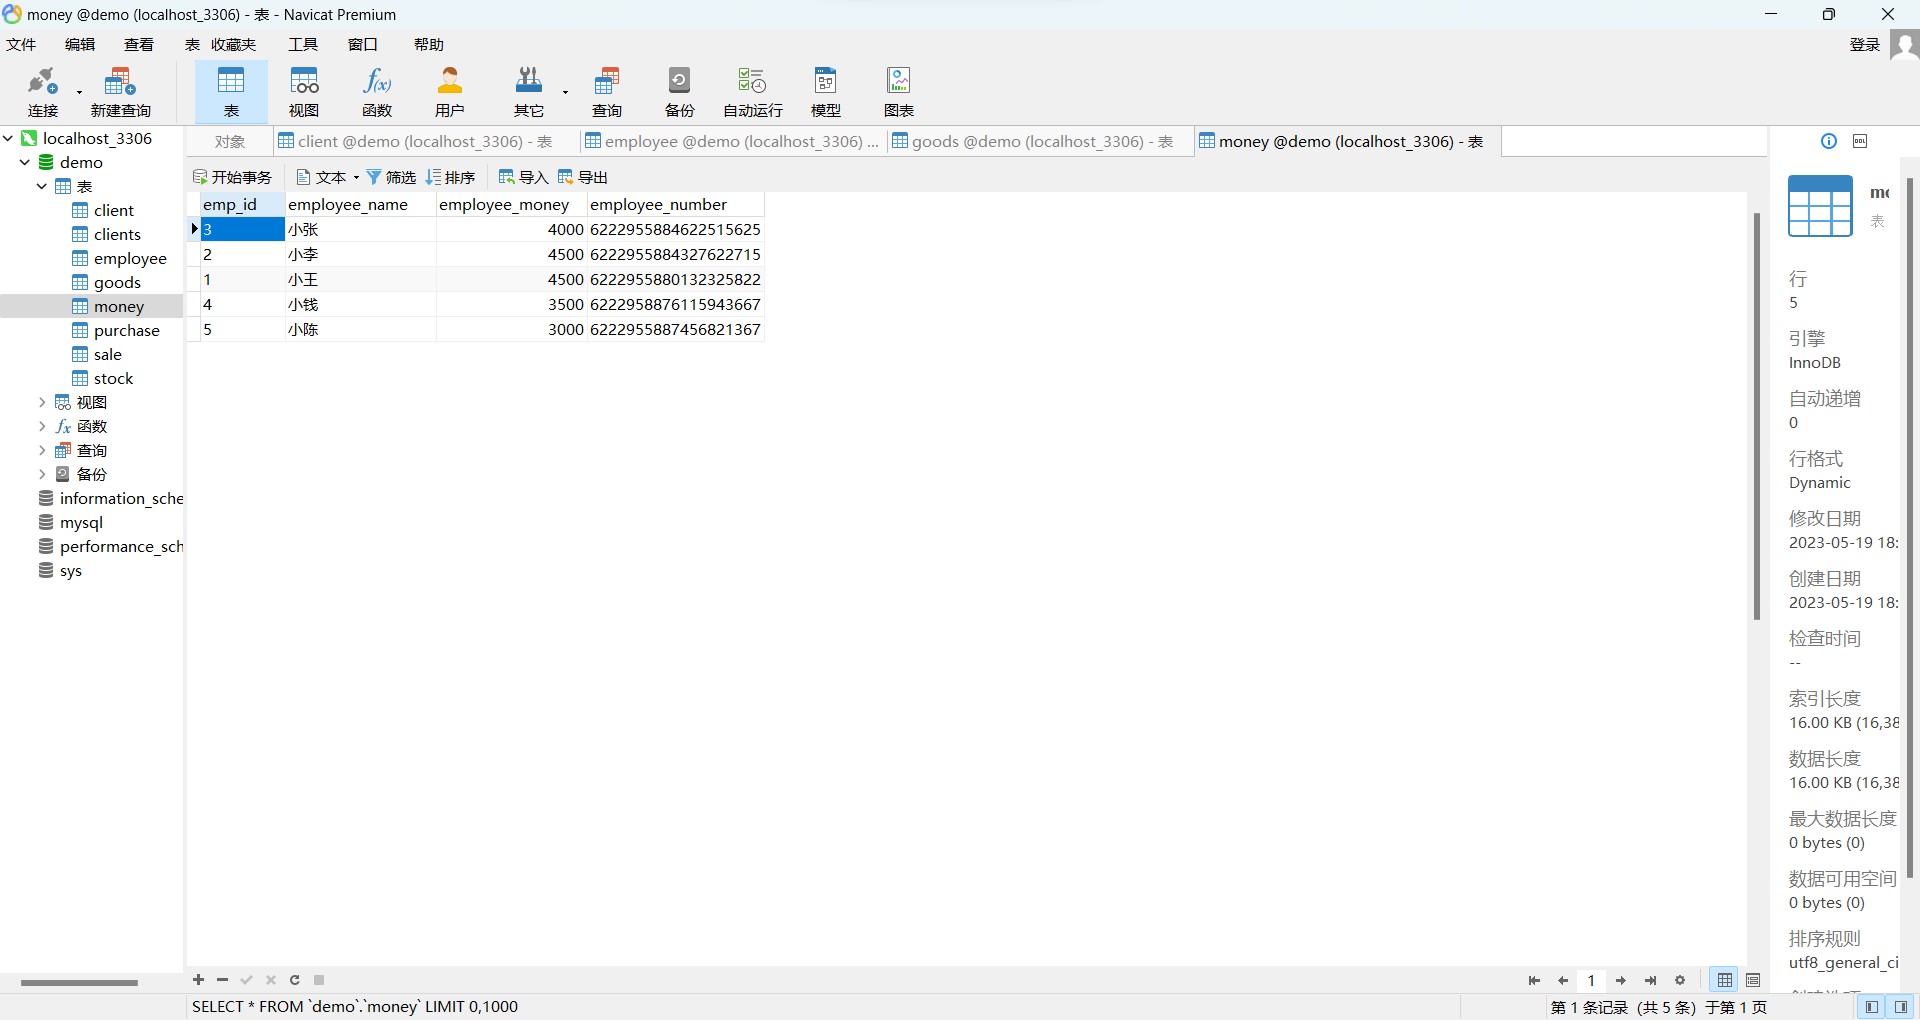 money @demo (localhost_3306) - 表 - Navicat Premium
文件 编辑 查看 表 收藏夹 工具 窗口 帮助 登录
连接 新建查询 表 视图 函数 用户 其它 查询 备份 自动运行 模型 图表
localhost_3306
demo
表
client
clients
employee
goods
money
purchase
sale
stock
视图
函数
查询
备份
information_sche
mysql
performance_sch
sys
对象 client @demo (localhost_3306) - 表 employee @demo (localhost_3306) ... goods @demo (localhost_3306) - 表 money @demo (localhost_3306) - 表
开始事务 文本 筛选 排序 导入 导出
emp_id employee_name employee_money employee_number
3 小张 4000 6222955884622515625
2 小李 4500 6222955884327622715
1 小王 4500 6222955880132325822
4 小钱 3500 6222958876115943667
5 小陈 3000 6222955887456821367
表
行
5
引擎
InnoDB
自动递增
0
行格式
Dynamic
修改日期
2023-05-19 18:
创建日期
2023-05-19 18:
检查时间
--
索引长度
16.00 KB (16,38
数据长度
16.00 KB (16,38
最大数据长度
0 bytes (0)
数据可用空间
0 bytes (0)
排序规则
utf8_general_ci
1
SELECT * FROM `demo`.`money` LIMIT 0,1000
第 1 条记录 (共 5 条) 于第 1 页